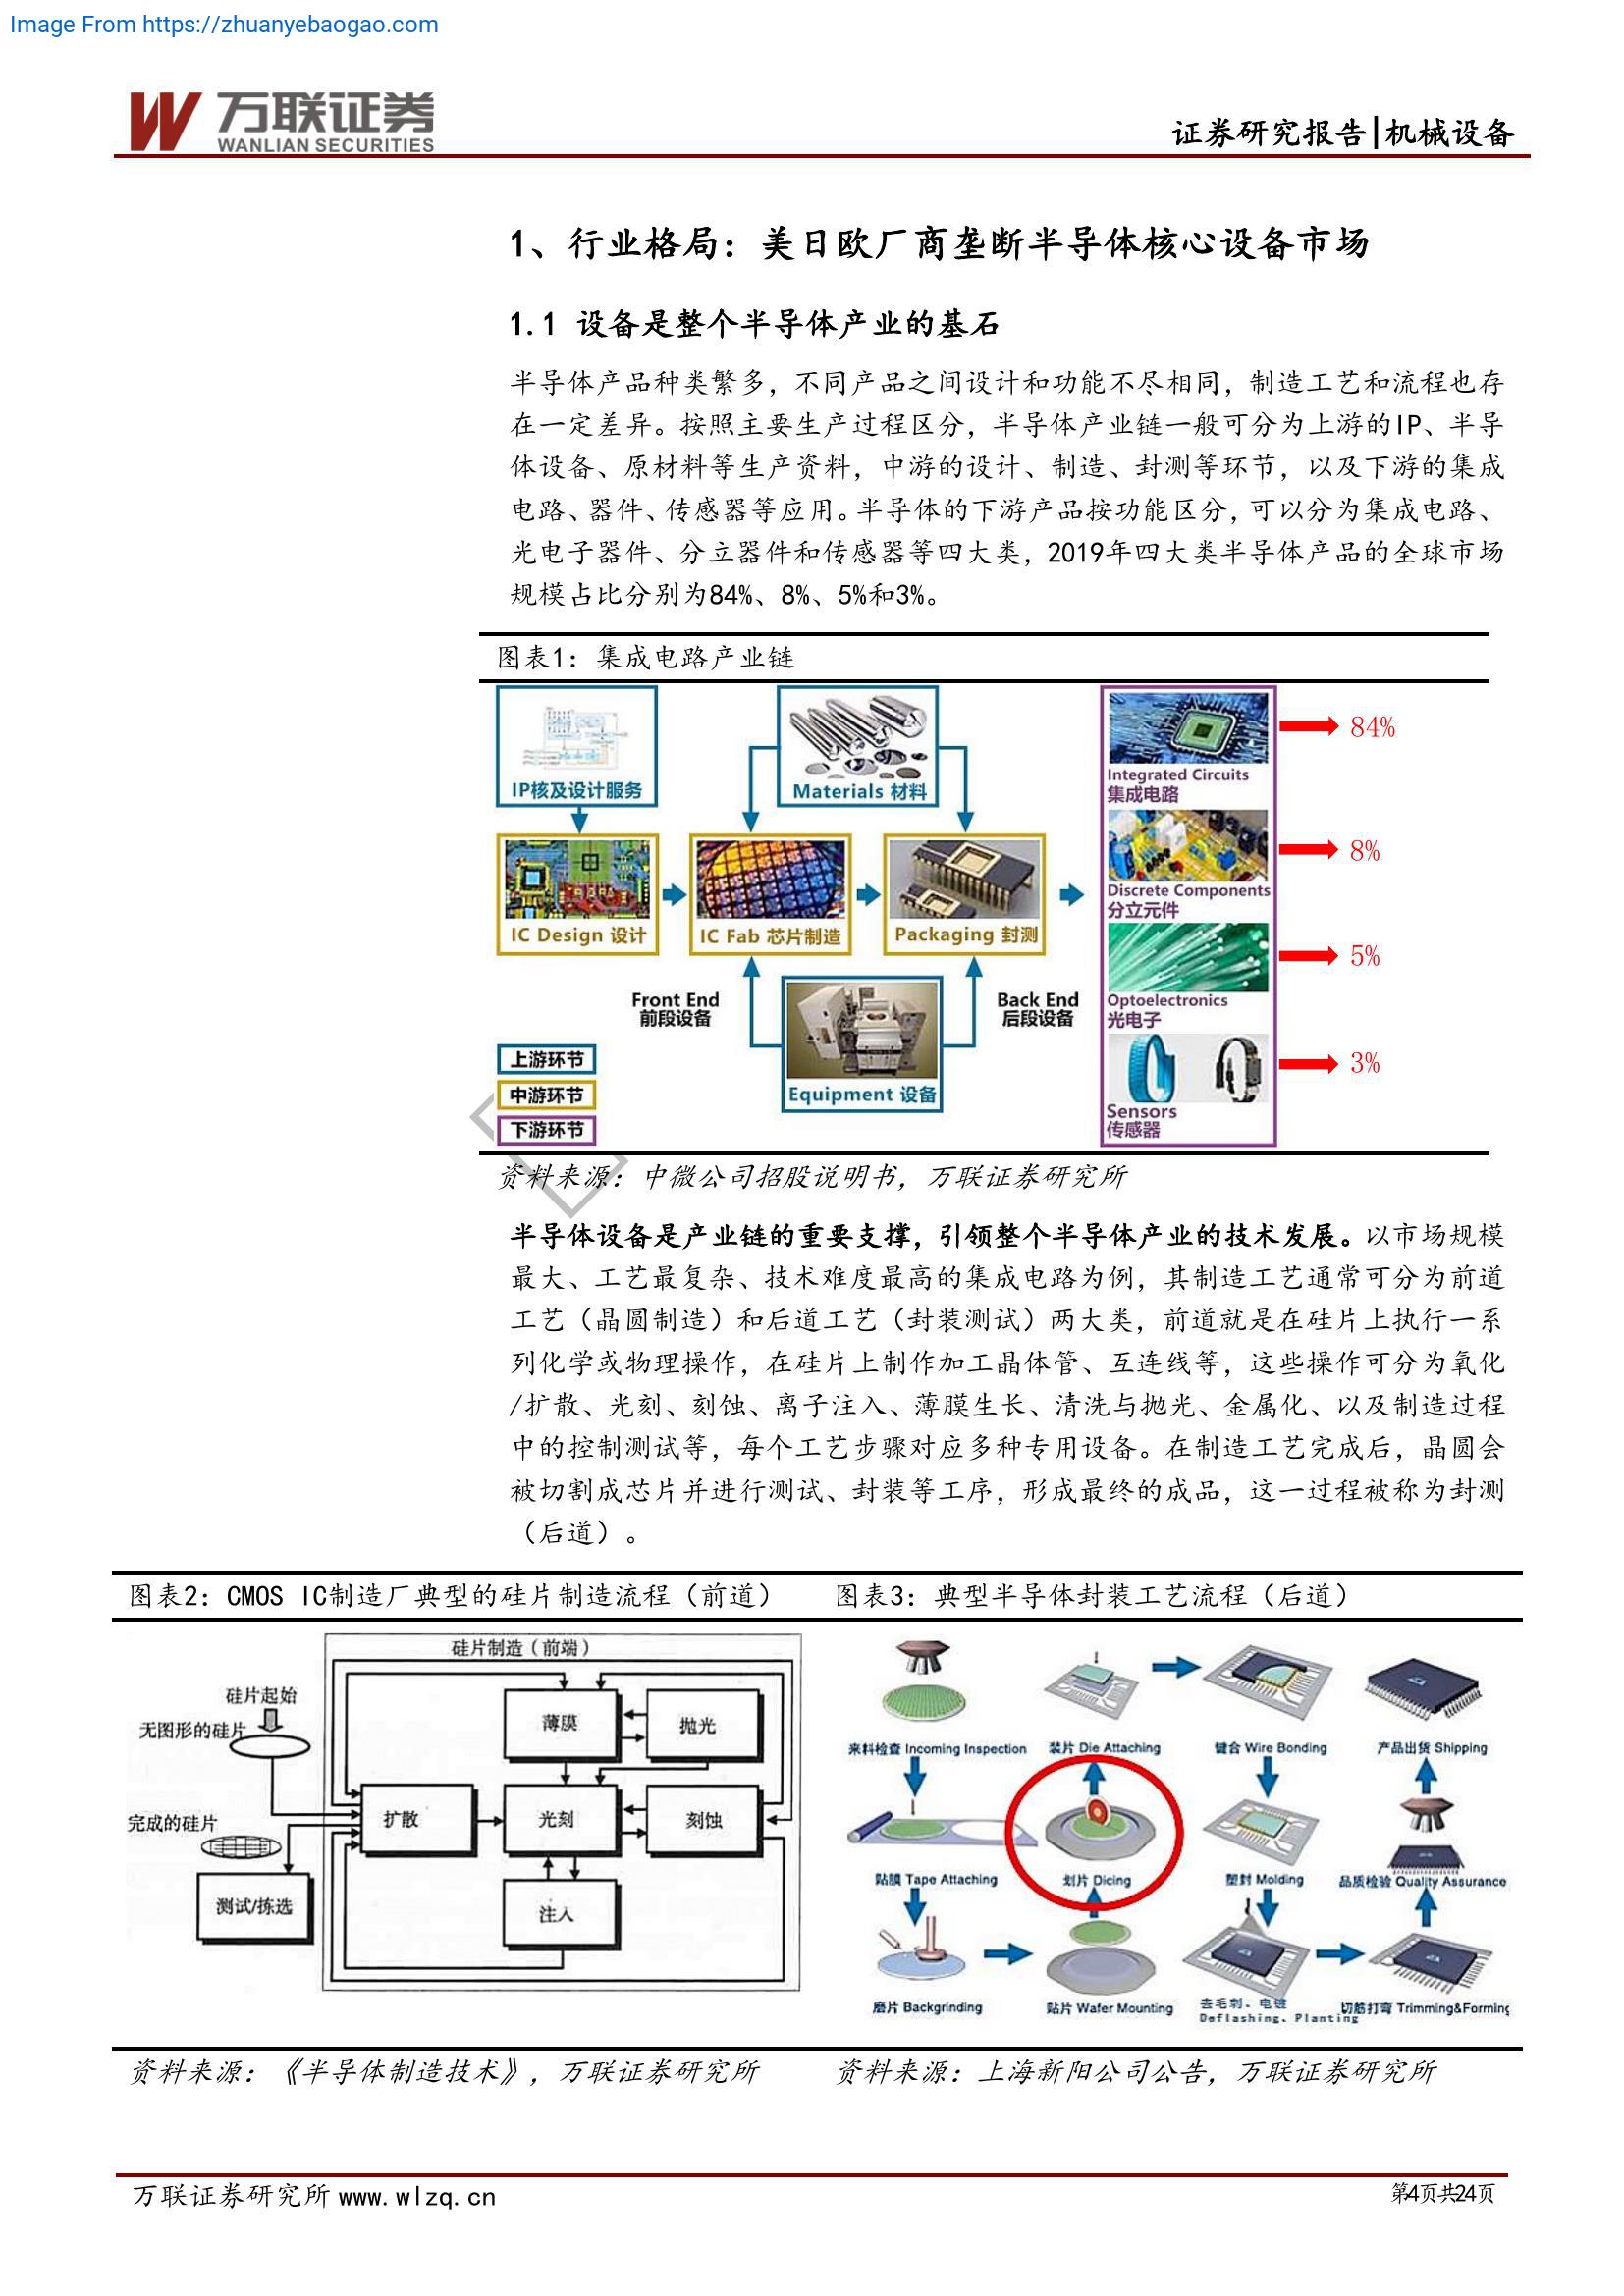 Image From https://zhuanyebaogao.com
万联证券
WANLIAN SECURITIES
证券研究报告|机械设备
1、行业格局：美日欧厂商垄断半导体核心设备市场
1.1 设备是整个半导体产业的基石
半导体产品种类繁多，不同产品之间设计和功能不尽相同，制造工艺和流程也存
在一定差异。按照主要生产过程区分，半导体产业链一般可分为上游的IP、半导
体设备、原材料等生产资料，中游的设计、制造、封测等环节，以及下游的集成
电路、器件、传感器等应用。半导体的下游产品按功能区分，可以分为集成电路、
光电子器件、分立器件和传感器等四大类，2019年四大类半导体产品的全球市场
规模占比分别为84%、8%、5%和3%。
图表1：集成电路产业链
IP核及设计服务
Materials 材料
IC Design 设计
IC Fab 芯片制造
Packaging 封测
Front End
前段设备
Back End
后段设备
Equipment 设备
上游环节
中游环节
下游环节
Integrated Circuits
集成电路
84%
Discrete Components
分立元件
8%
Optoelectronics
光电子
5%
Sensors
传感器
3%
资料来源：中微公司招股说明书，万联证券研究所
半导体设备是产业链的重要支撑，引领整个半导体产业的技术发展。以市场规模
最大、工艺最复杂、技术难度最高的集成电路为例，其制造工艺通常可分为前道
工艺（晶圆制造）和后道工艺（封装测试）两大类，前道就是在硅片上执行一系
列化学或物理操作，在硅片上制作加工晶体管、互连线等，这些操作可分为氧化
/扩散、光刻、刻蚀、离子注入、薄膜生长、清洗与抛光、金属化、以及制造过程
中的控制测试等，每个工艺步骤对应多种专用设备。在制造工艺完成后，晶圆会
被切割成芯片并进行测试、封装等工序，形成最终的成品，这一过程被称为封测
（后道）。
图表2：CMOS IC制造厂典型的硅片制造流程（前道）
硅片制造（前端）
硅片起始
无图形的硅片
完成的硅片
测试/拣选
扩散
薄膜
抛光
光刻
刻蚀
注入
资料来源：《半导体制造技术》，万联证券研究所
图表3：典型半导体封装工艺流程（后道）
来料检查 Incoming Inspection
装片 Die Attaching
键合 Wire Bonding
产品出货 Shipping
贴膜 Tape Attaching
划片 Dicing
塑封 Molding
品质检验 Quality Assurance
磨片 Backgrinding
贴片 Wafer Mounting
去毛刺、电镀
Deflashing、Planting
切筋打弯 Trimming&Forming
资料来源：上海新阳公司公告，万联证券研究所
万联证券研究所 www.wlzq.cn
第4页共24页